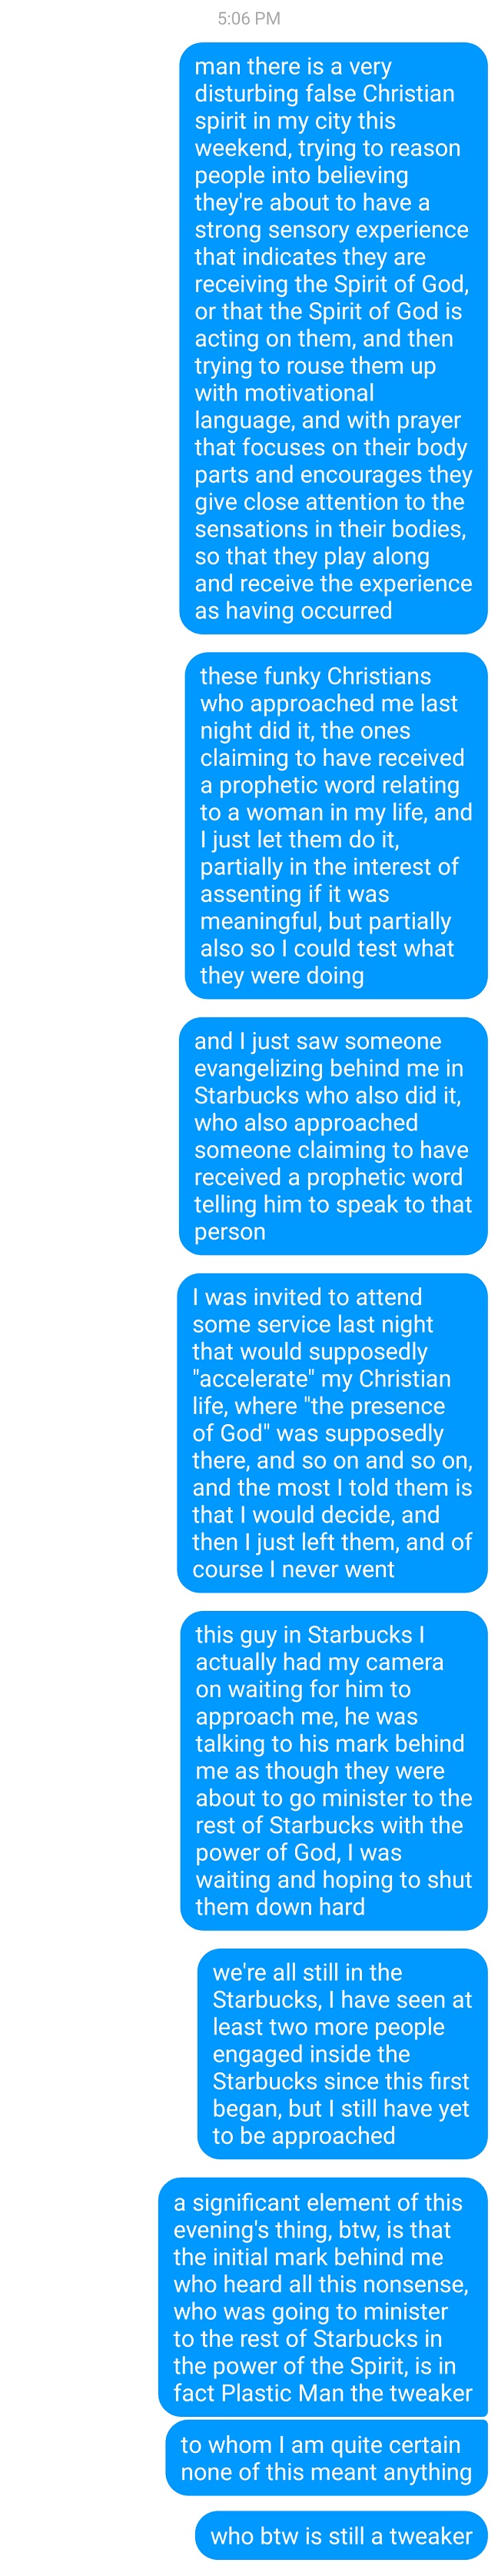 5:06 PM
man there is a very
disturbing false Christian
spirit in my city this
weekend, trying to reason
people into believing
they're about to have a
strong sensory experience
that indicates they are
receiving the Spirit of God,
or that the Spirit of God is
acting on them, and then
trying to rouse them up
with motivational
language, and with prayer
that focuses on their body
parts and encourages they
give close attention to the
sensations in their bodies,
so that they play along
and receive the experience
as having occurred
these funky Christians
who approached me last
night did it, the ones
claiming to have received
a prophetic word relating
to a woman in my life, and
I just let them do it,
partially in the interest of
assenting if it was
meaningful, but partially
also so I could test what
they were doing
and I just saw someone
evangelizing behind me in
Starbucks who also did it,
who also approached
someone claiming to have
received a prophetic word
telling him to speak to that
person
I was invited to attend
some service last night
that would supposedly
"accelerate" my Christian
life, where "the presence
of God" was supposedly
there, and so on and so on,
and the most I told them is
that I would decide, and
then I just left them, and of
course I never went
this guy in Starbucks I
actually had my camera
on waiting for him to
approach me, he was
talking to his mark behind
me as though they were
about to go minister to the
rest of Starbucks with the
power of God, I was
waiting and hoping to shut
them down hard
we're all still in the
Starbucks, I have seen at
least two more people
engaged inside the
Starbucks since this first
began, but I still have yet
to be approached
a significant element of this
evening's thing, btw, is that
the initial mark behind me
who heard all this nonsense,
who was going to minister
to the rest of Starbucks in
the power of the Spirit, is in
fact Plastic Man the tweaker
to whom I am quite certain
none of this meant anything
who btw is still a tweaker